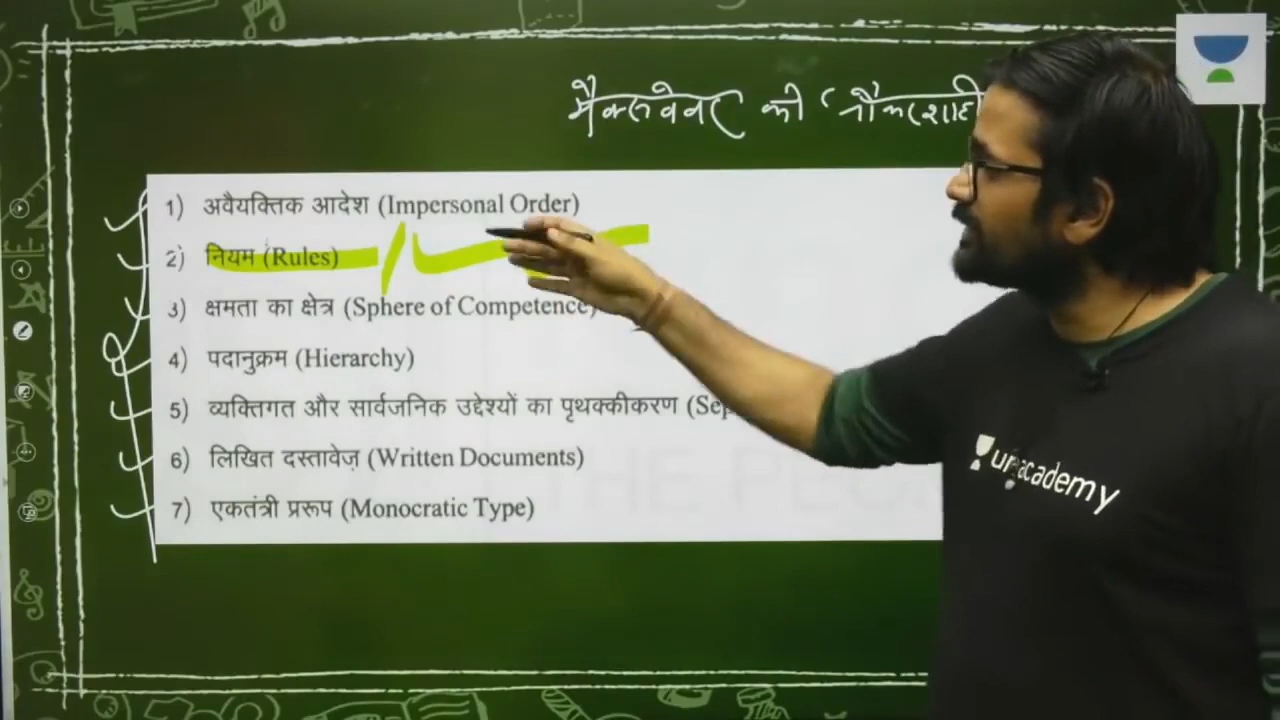 मैक्सवेबर की 'नौकरशाही
1) अवैयक्तिक आदेश (Impersonal Order)
2) नियम (Rules)
3) क्षमता का क्षेत्र (Sphere of Competence)
4) पदानुक्रम (Hierarchy)
5) व्यक्तिगत और सार्वजनिक उद्देश्यों का पृथक्कीकरण (Sep
6) लिखित दस्तावेज़ (Written Documents)
7) एकतंत्री प्ररूप (Monocratic Type)
unacademy